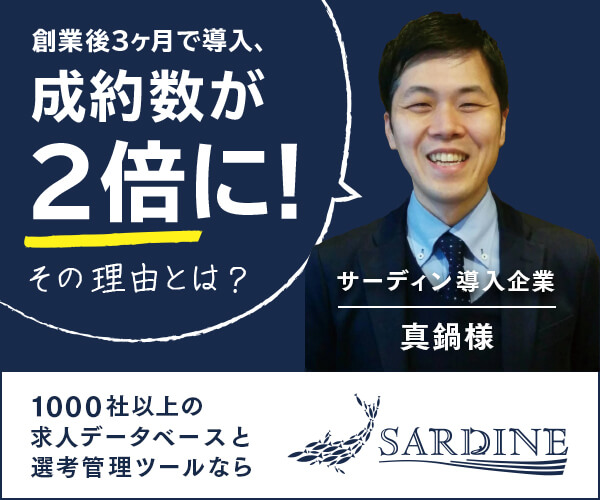 創業後3ヶ月で導入、
成約数が
2倍に!
その理由とは？
サーディン導入企業
真鍋様
1000社以上の
求人データベースと
選考管理ツールなら
SARDINE